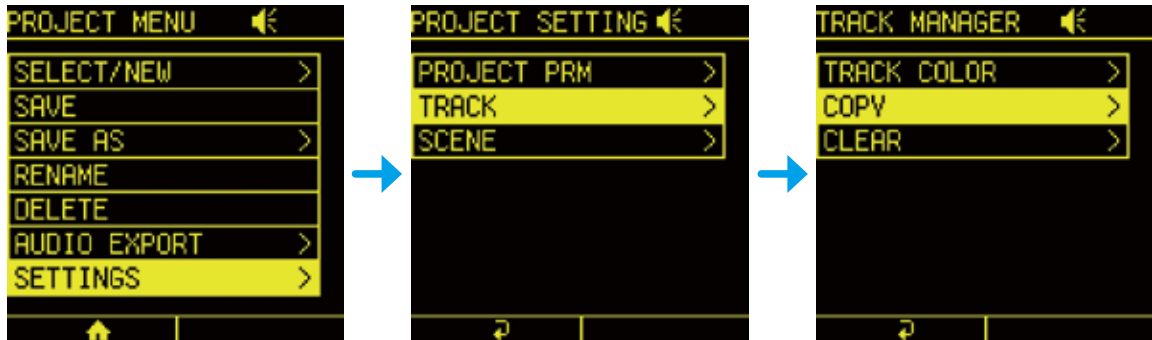 PROJECT MENU
SELECT/NEW >
SAVE
SAVE AS >
RENAME
DELETE
AUDIO EXPORT >
SETTINGS >
PROJECT SETTING
PROJECT PRM >
TRACK >
SCENE >
TRACK MANAGER
TRACK COLOR >
COPY >
CLEAR >